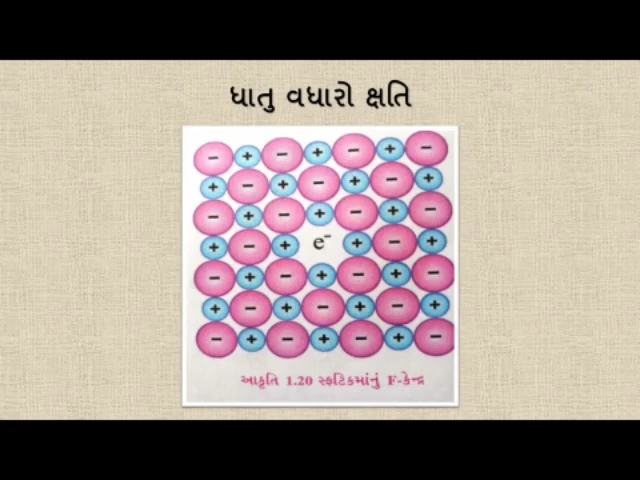 ધાતુ વધારો ક્ષતિ
− + − + − + −
+ − + − + − +
− + − + − + −
+ − + e⁻ + − +
− + − + − + −
+ − + − + − +
− + − + − + −
આકૃતિ 1.20 સ્ફટિકમાંનું F-કેન્દ્ર